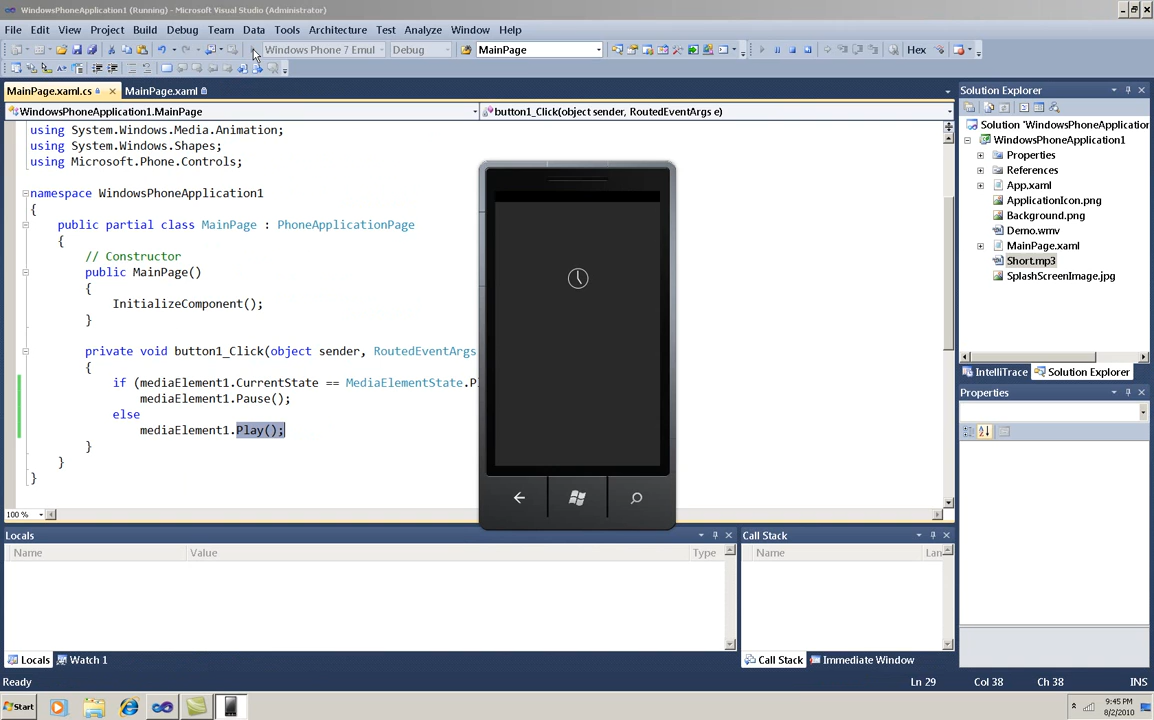 WindowsPhoneApplication1 (Running) - Microsoft Visual Studio (Administrator)
File Edit View Project Build Debug Team Data Tools Architecture Test Analyze Window Help
Windows Phone 7 Emul Debug MainPage Hex
MainPage.xaml.cs MainPage.xaml
WindowsPhoneApplication1.MainPage button1_Click(object sender, RoutedEventArgs e)
using System.Windows.Media.Animation;
using System.Windows.Shapes;
using Microsoft.Phone.Controls;
namespace WindowsPhoneApplication1
{
public partial class MainPage : PhoneApplicationPage
{
// Constructor
public MainPage()
{
InitializeComponent();
}
private void button1_Click(object sender, RoutedEventArgs
{
if (mediaElement1.CurrentState == MediaElementState.P
mediaElement1.Pause();
else
mediaElement1.Play();
}
}
}
100 %
Solution Explorer
Solution 'WindowsPhoneApplication
WindowsPhoneApplication1
Properties
References
App.xaml
ApplicationIcon.png
Background.png
Demo.wmv
MainPage.xaml
Short.mp3
SplashScreenImage.jpg
IntelliTrace Solution Explorer
Properties
Locals
Name Value Type
Locals Watch 1
Call Stack
Name Lan
Call Stack Immediate Window
Ready Ln 29 Col 38 Ch 38 INS
Start 9:45 PM
8/2/2010